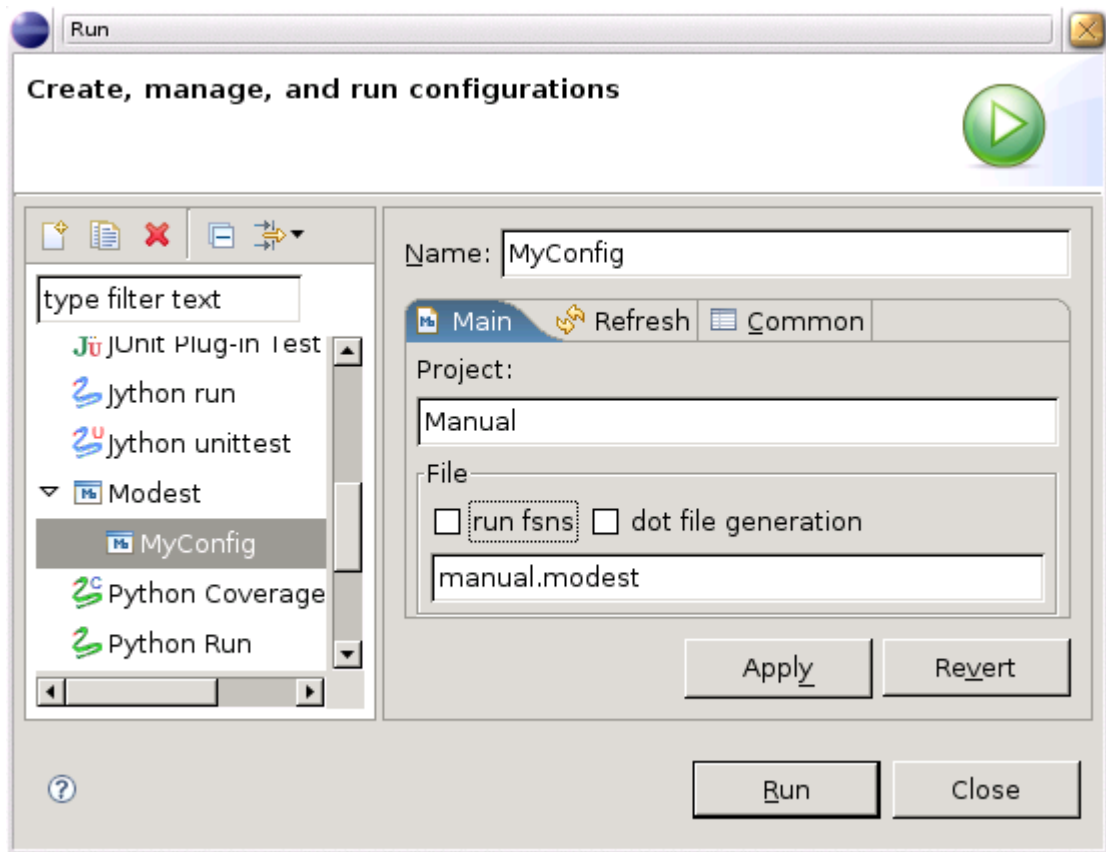 Run
Create, manage, and run configurations
Name: MyConfig
type filter text
Main Refresh Common
JUnit Plug-in Test
Project:
Jython run
Manual
Jython unittest
File
Modest
run fsns dot file generation
MyConfig
manual.modest
Python Coverage
Python Run
Apply Revert
Run Close